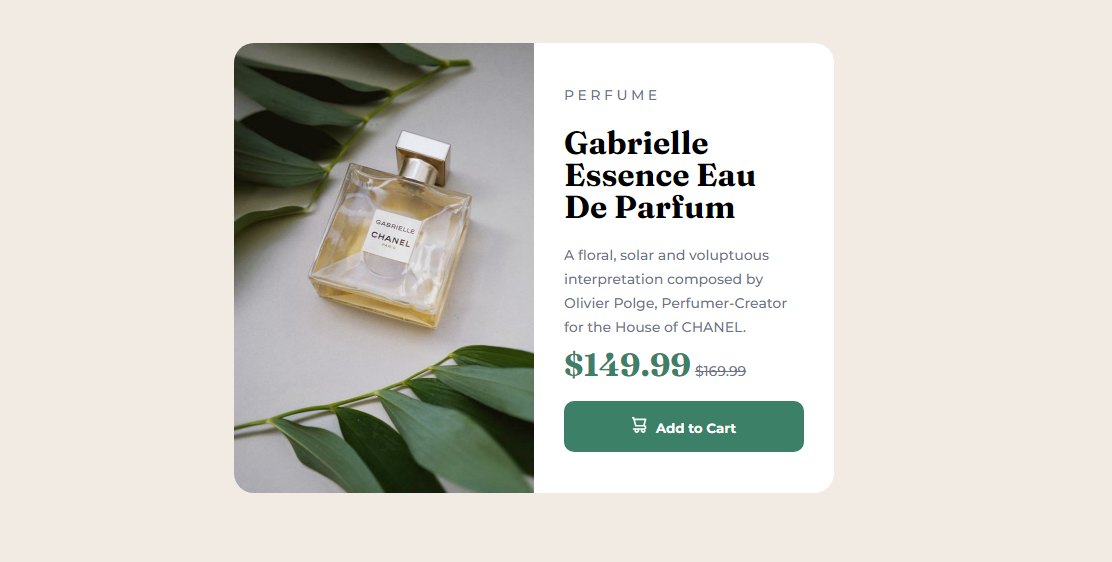 GABRIELLE
CHANEL
PARIS
PERFUME
Gabrielle
Essence Eau
De Parfum
A floral, solar and voluptuous
interpretation composed by
Olivier Polge, Perfumer-Creator
for the House of CHANEL.
$149.99 $169.99
Add to Cart